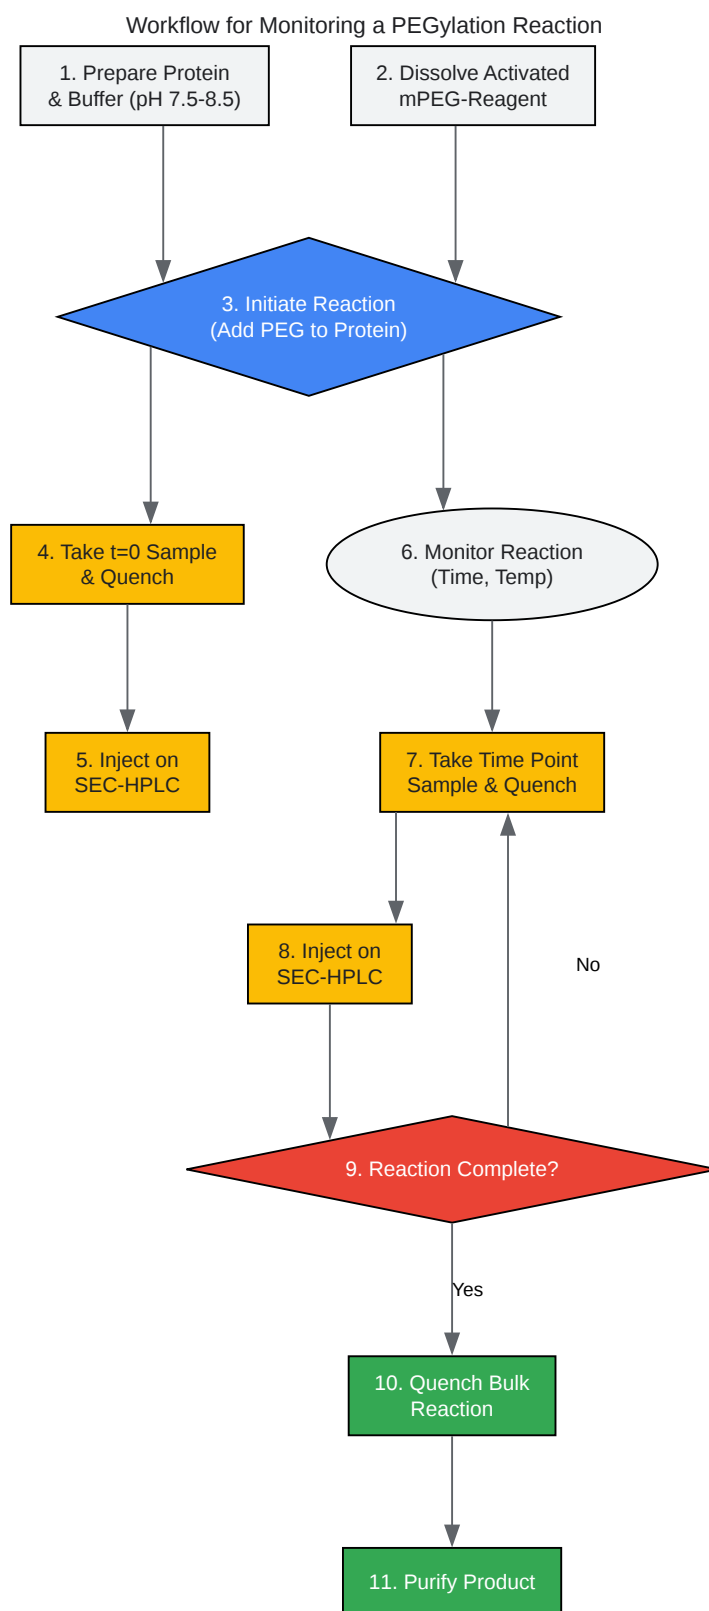 Workflow for Monitoring a PEGylation Reaction
1. Prepare Protein
& Buffer (pH 7.5-8.5)
2. Dissolve Activated
mPEG-Reagent
3. Initiate Reaction
(Add PEG to Protein)
4. Take t=0 Sample
& Quench
6. Monitor Reaction
(Time, Temp)
5. Inject on
SEC-HPLC
7. Take Time Point
Sample & Quench
8. Inject on
SEC-HPLC
No
9. Reaction Complete?
Yes
10. Quench Bulk
Reaction
11. Purify Product